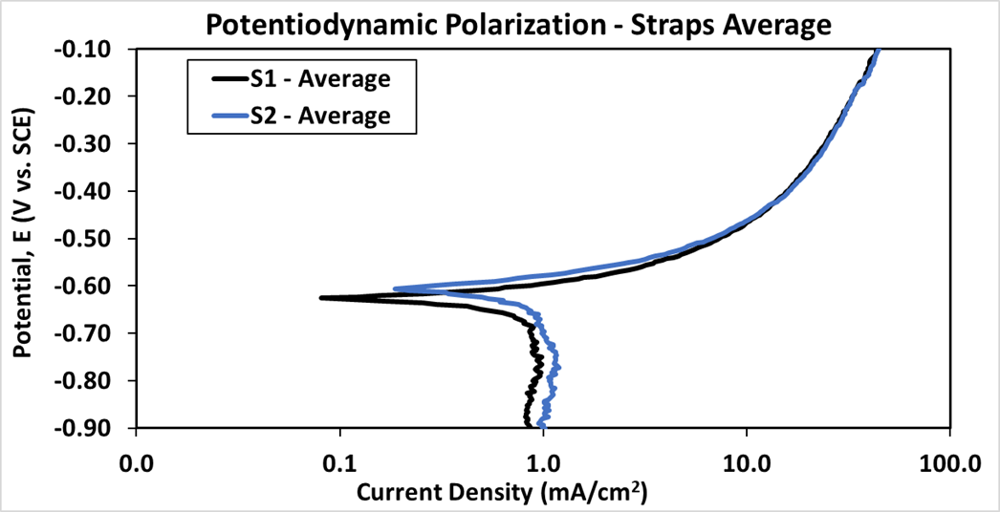 Potentiodynamic Polarization - Straps Average
Potential, E (V vs. SCE)
-0.10
-0.20
-0.30
-0.40
-0.50
-0.60
-0.70
-0.80
-0.90
S1 - Average
S2 - Average
0.0 0.1 1.0 10.0 100.0
Current Density (mA/cm²)